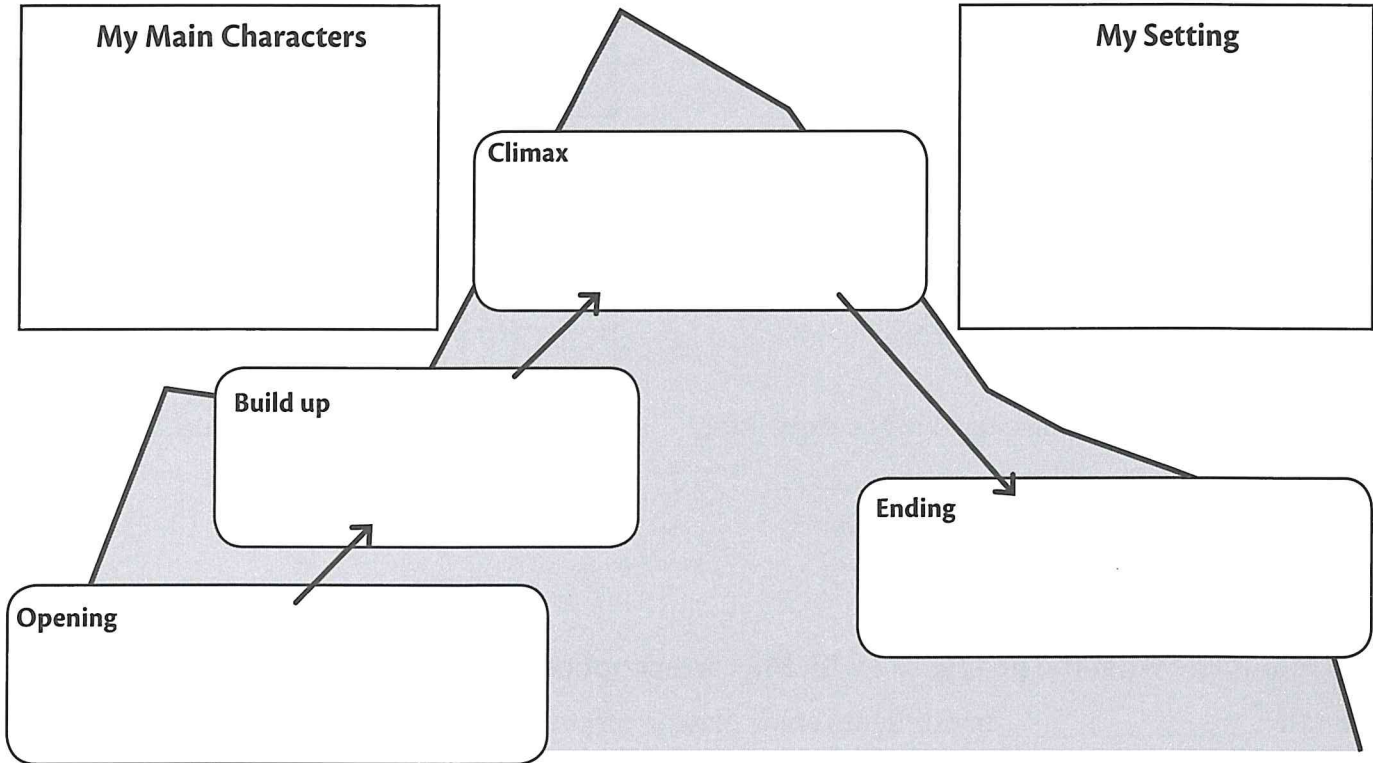 My Main Characters
My Setting
Climax
Build up
Ending
Opening